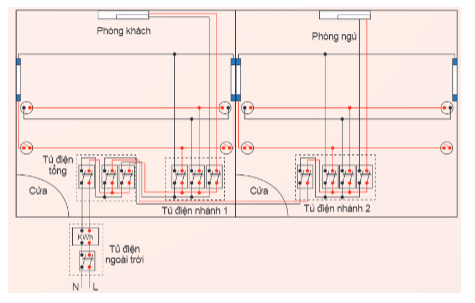 Phòng khách
Phòng ngủ
Tủ điện
tổng
Cửa
Tủ điện nhánh 1
Cửa
Tủ điện nhánh 2
KWh
Tủ điện
ngoài trời
N L